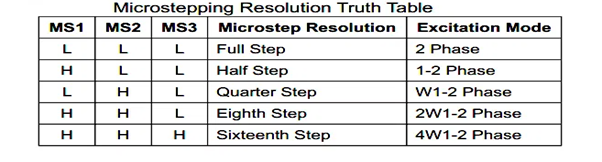 Microstepping Resolution Truth Table
MS1 MS2 MS3 Microstep Resolution Excitation Mode
L L L Full Step 2 Phase
H L L Half Step 1-2 Phase
L H L Quarter Step W1-2 Phase
H H L Eighth Step 2W1-2 Phase
H H H Sixteenth Step 4W1-2 Phase